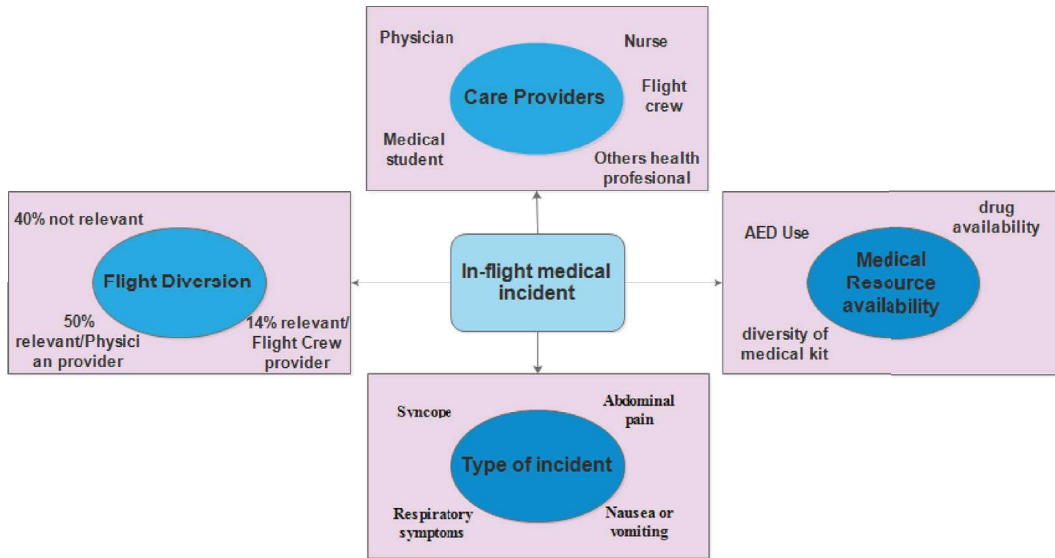 Physician
Nurse
Care Providers
Flight
crew
Medical
student
Others health
profesional
40% not relevant
Flight Diversion
50%
relevant/Physici
an provider
14% relevant/
Flight Crew
provider
In-flight medical
incident
AED Use
drug
availability
Medical
Resource
availability
diversity of
medical kit
Syncope
Abdominal
pain
Type of incident
Respiratory
symptoms
Nausea or
vomiting